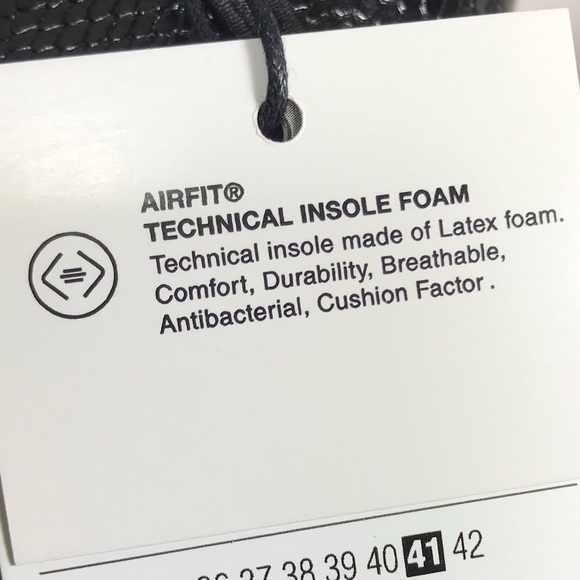 AIRFIT®
TECHNICAL INSOLE FOAM
Technical insole made of Latex foam.
Comfort, Durability, Breathable,
Antibacterial, Cushion Factor.
37 38 39 40 41 42